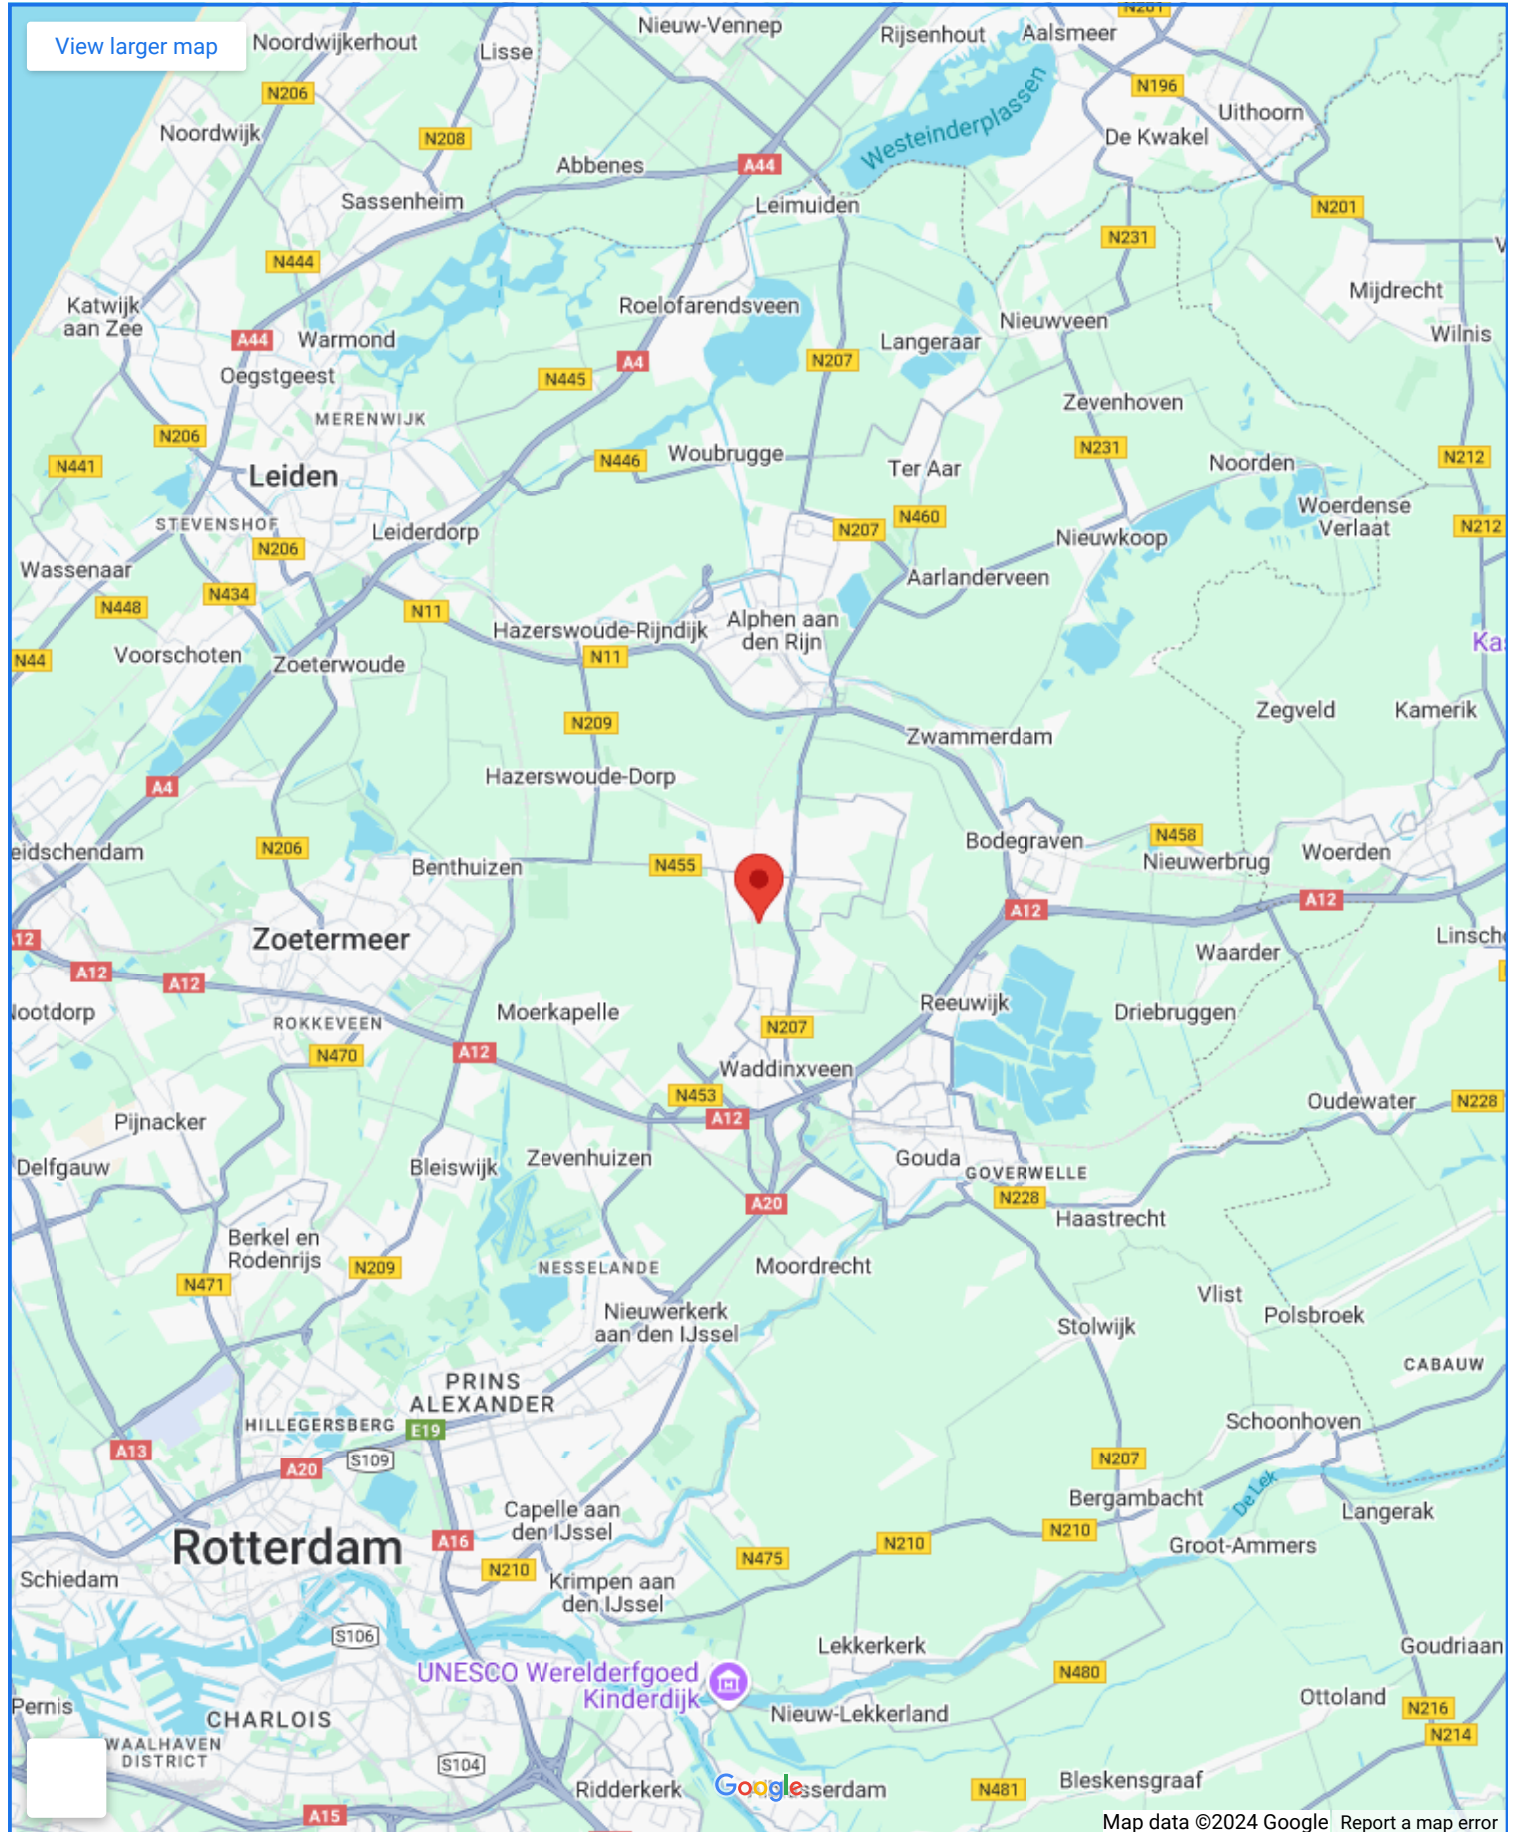 N201
View larger map
Noordwijkerhout
Lisse
Nieuw-Vennep
Rijsenhout
Aalsmeer
N206
N196
Westeinderplassen
Uithoorn
Noordwijk
N208
De Kwakel
Abbenes
A44
Sassenheim
Leimuiden
N201
N231
N444
Mijdrecht
Katwijk
aan Zee
Roelofarendsveen
Nieuwveen
Wilnis
A44
Warmond
Langeraar
A4
N207
Oegstgeest
N445
Zevenhoven
MERENWIJK
N206
N231
N441
Leiden
N446
Woubrugge
Ter Aar
Noorden
N212
Woerdense
Verlaat
STEVENSHOF
Leiderdorp
N207
N460
Nieuwkoop
N212
N206
Wassenaar
Aarlanderveen
N448
N434
N11
Alphen aan
den Rijn
Hazerswoude-Rijndijk
Kas
N44
Voorschoten
Zoeterwoude
N11
N209
Zegveld
Kamerik
Zwammerdam
A4
Hazerswoude-Dorp
N206
eidschendam
Benthuizen
N455
Bodegraven
N458
Nieuwerbrug
Woerden
A12
A12
A12
Zoetermeer
Waarder
Linscho
A12
A12
Nootdorp
Moerkapelle
Reeuwijk
Driebruggen
ROKKEVEEN
N207
N470
A12
Waddinxveen
N453
A12
Oudewater
N228
Pijnacker
Delfgauw
Bleiswijk
Zevenhuizen
Gouda
GOVERWELLE
A20
N228
Haastrecht
Berkel en
Rodenrijs
N209
NESSELANDE
Moordrecht
N471
Vlist
Nieuwerkerk
aan den IJssel
Polsbroek
Stolwijk
CABAUW
PRINS
ALEXANDER
HILLEGERSBERG
E19
Schoonhoven
A13
A20
S109
N207
De Lek
Bergambacht
Langerak
Capelle aan
den IJssel
Rotterdam
A16
N210
N210
Groot-Ammers
N475
N210
Schiedam
Krimpen aan
den IJssel
S106
Lekkerkerk
Goudriaan
UNESCO Werelderfgoed
Kinderdijk
N480
Pernis
Ottoland
N216
CHARLOIS
Nieuw-Lekkerland
N214
WAALHAVEN
DISTRICT
S104
Ridderkerk
Google
sserdam
N481
Bleskensgraaf
A15
Map data ©2024 Google
Report a map error